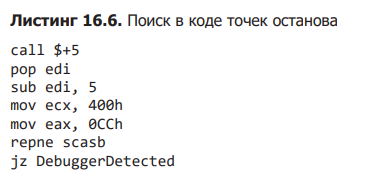 Листинг 16.6. Поиск в коде точек останова
call $+5
pop edi
sub edi, 5
mov ecx, 400h
mov eax, 0CCh
repne scasb
jz DebuggerDetected